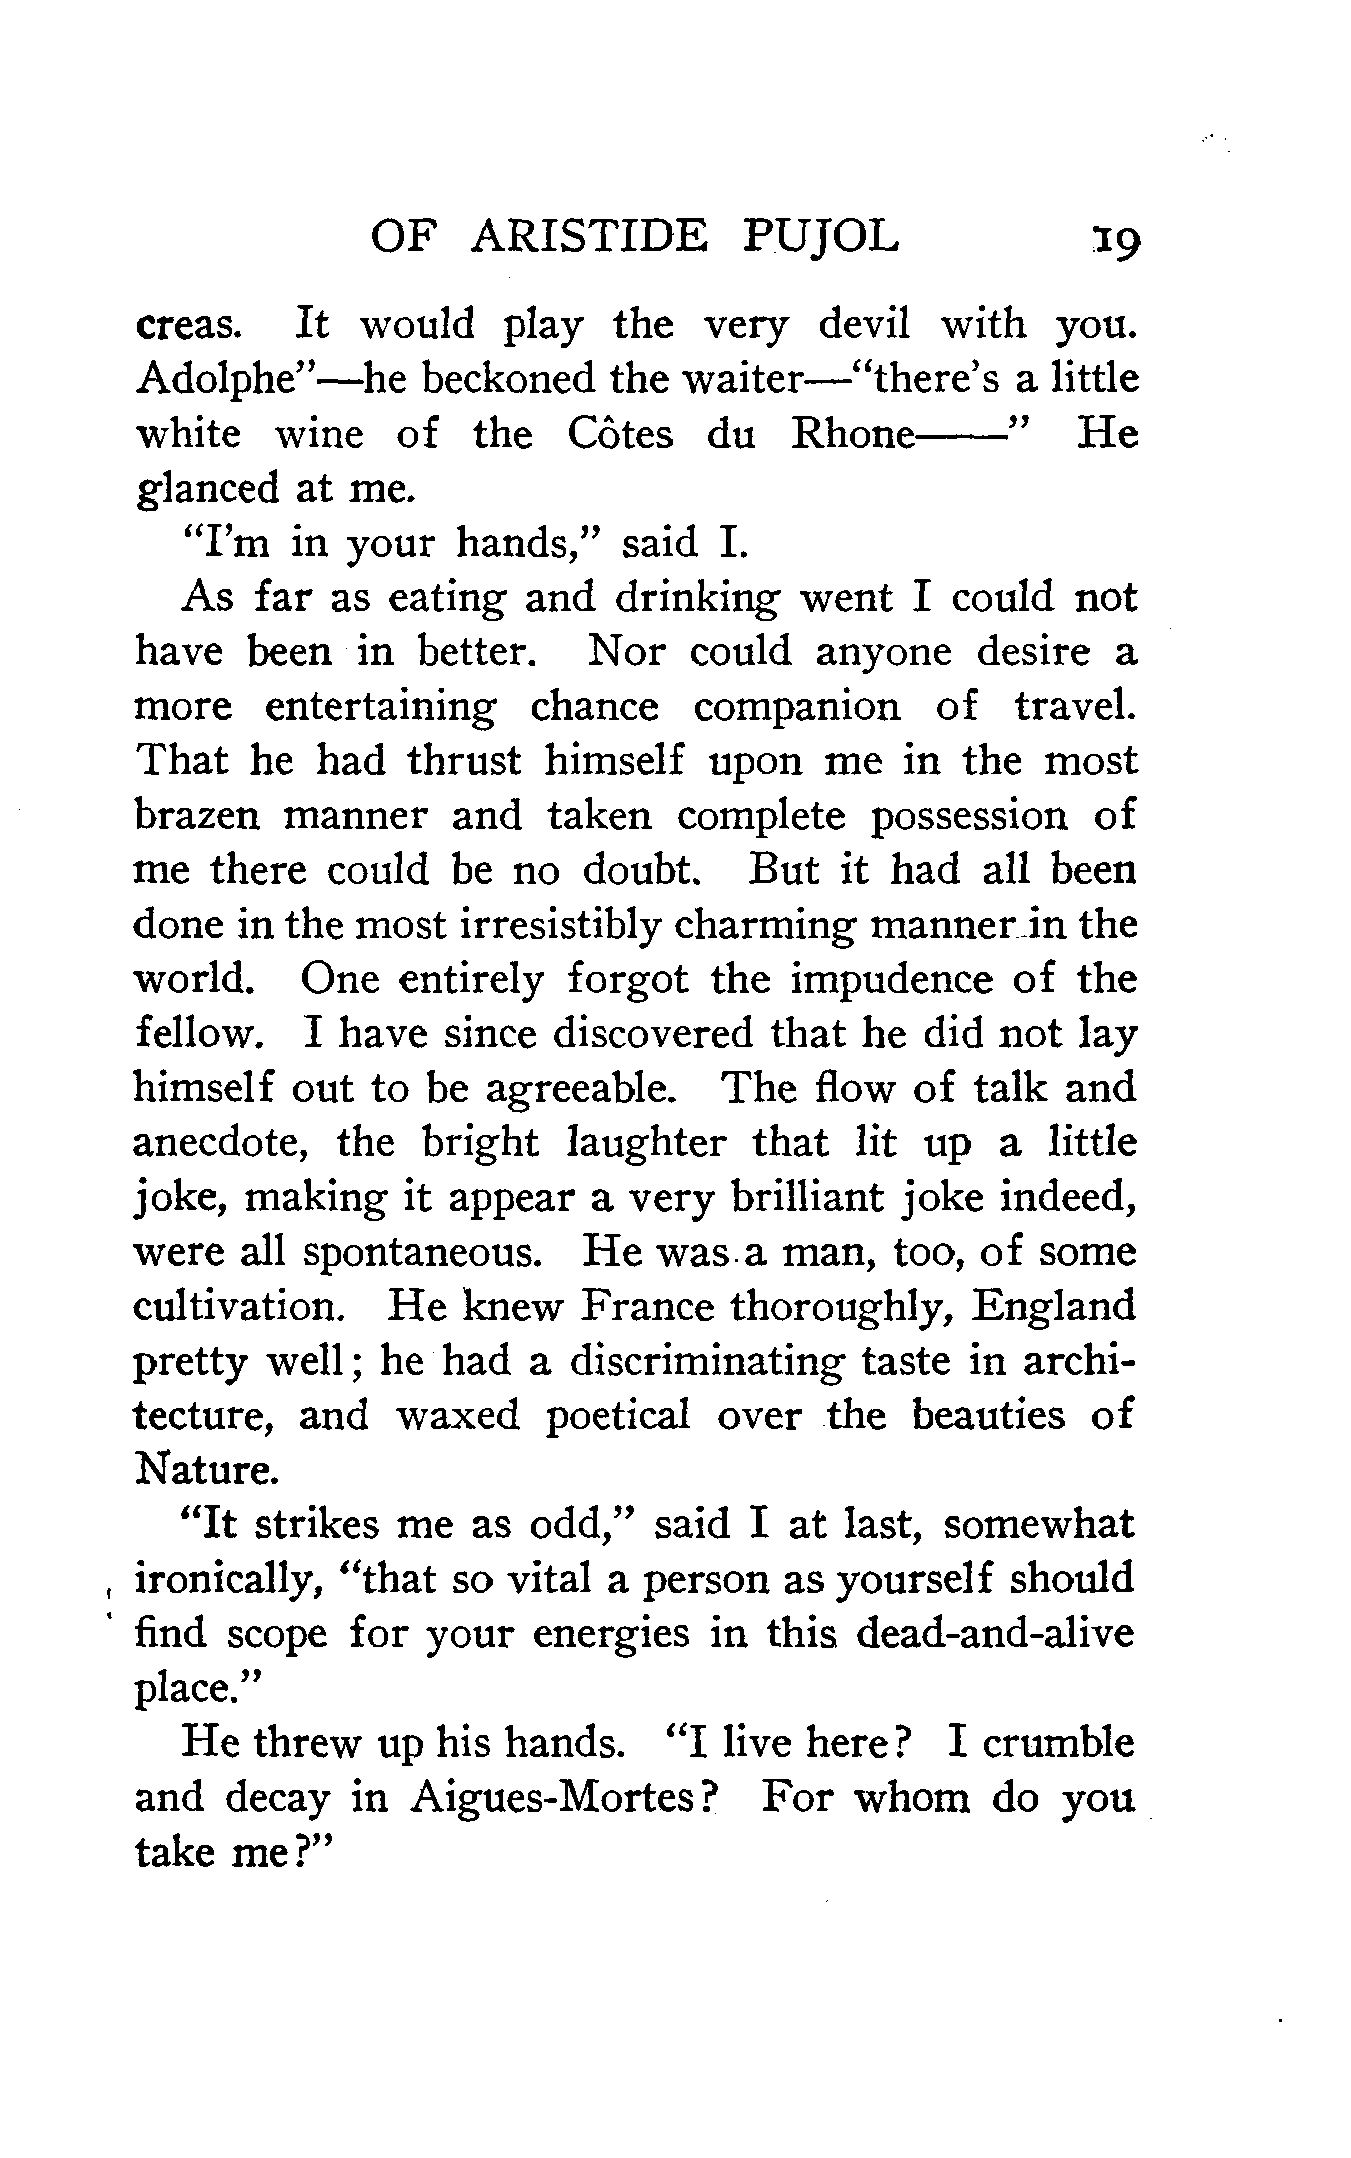 OF ARISTIDE PUJOL 19
creas. It would play the very devil with you.
Adolphe"—he beckoned the waiter—"there's a little
white wine of the Côtes du Rhone——" He
glanced at me.
"I'm in your hands," said I.
As far as eating and drinking went I could not
have been in better. Nor could anyone desire a
more entertaining chance companion of travel.
That he had thrust himself upon me in the most
brazen manner and taken complete possession of
me there could be no doubt. But it had all been
done in the most irresistibly charming manner in the
world. One entirely forgot the impudence of the
fellow. I have since discovered that he did not lay
himself out to be agreeable. The flow of talk and
anecdote, the bright laughter that lit up a little
joke, making it appear a very brilliant joke indeed,
were all spontaneous. He was a man, too, of some
cultivation. He knew France thoroughly, England
pretty well; he had a discriminating taste in archi-
tecture, and waxed poetical over the beauties of
Nature.
"It strikes me as odd," said I at last, somewhat
ironically, "that so vital a person as yourself should
find scope for your energies in this dead-and-alive
place."
He threw up his hands. "I live here? I crumble
and decay in Aigues-Mortes? For whom do you
take me?"